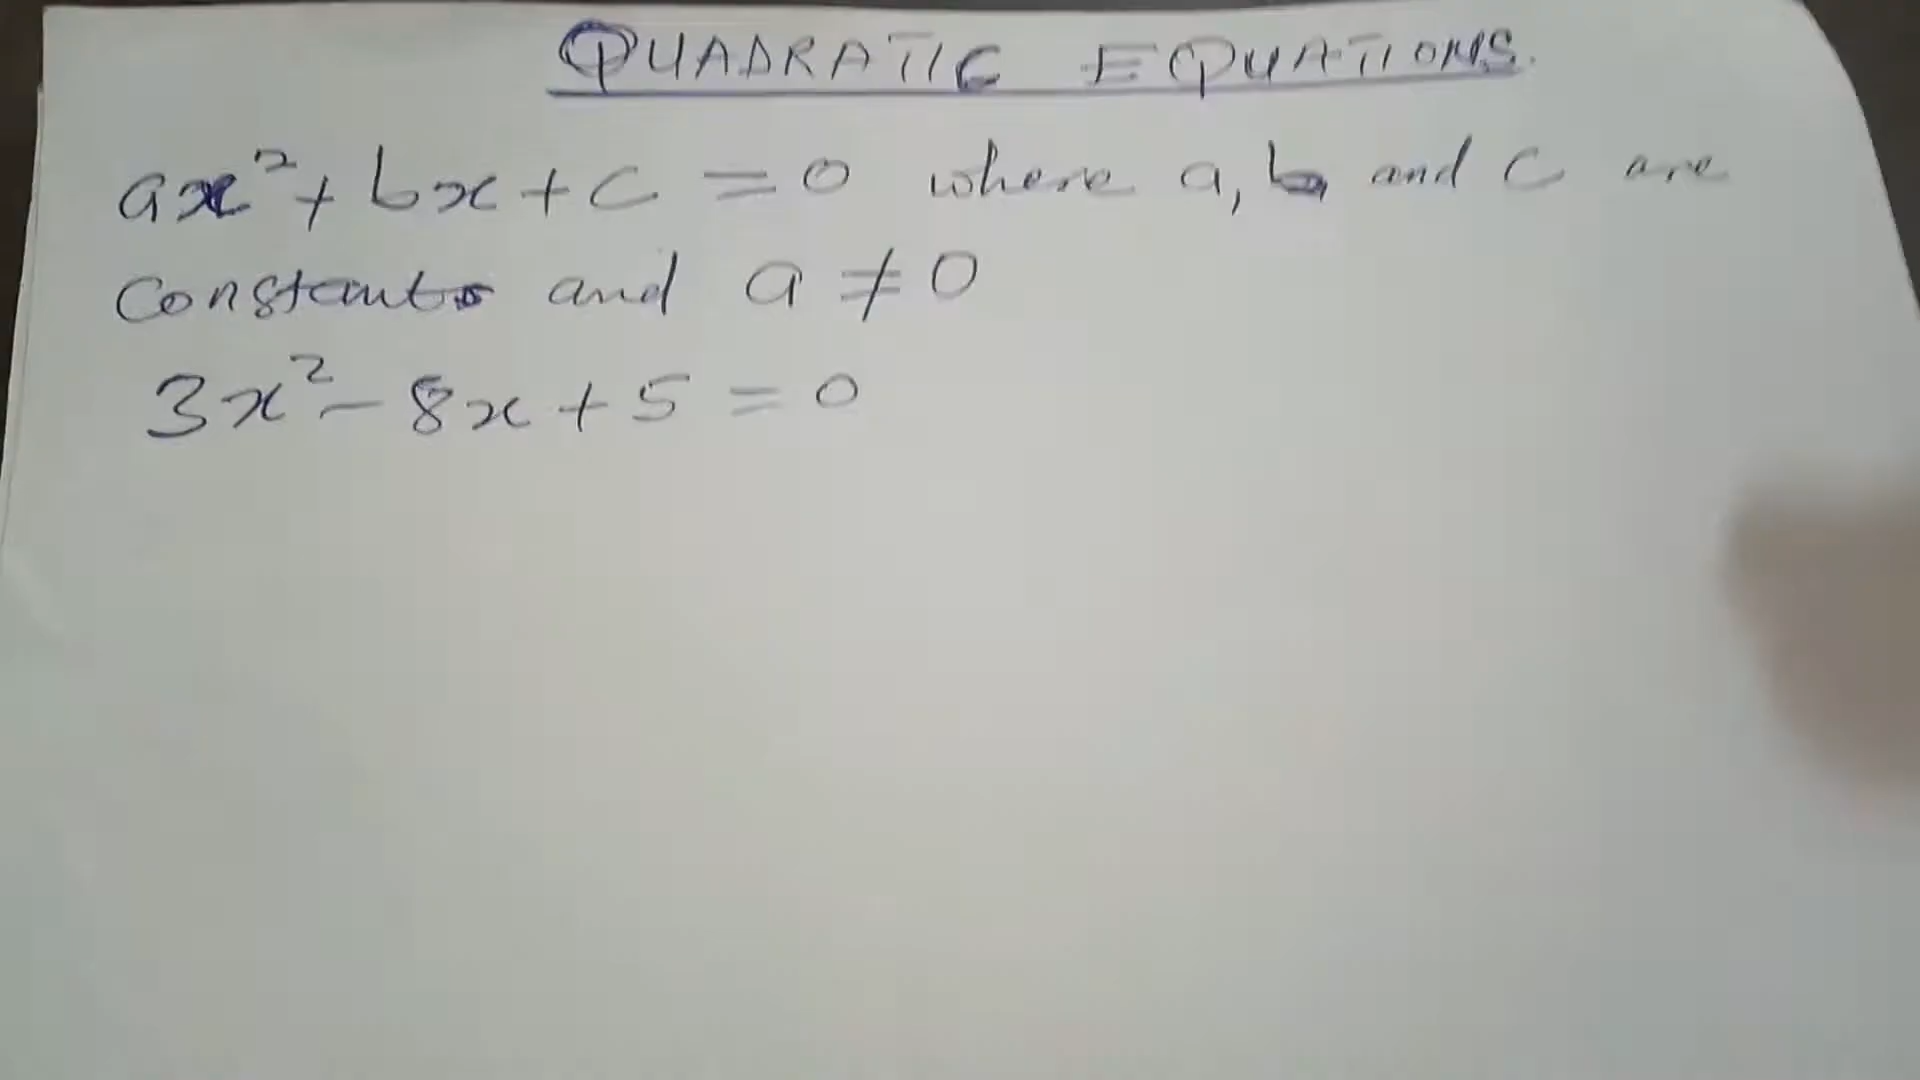 QUADRATIC EQUATIONS.
ax²+bx+c=0 where a, b, and c are
constants and a≠0
3x²-8x+5=0